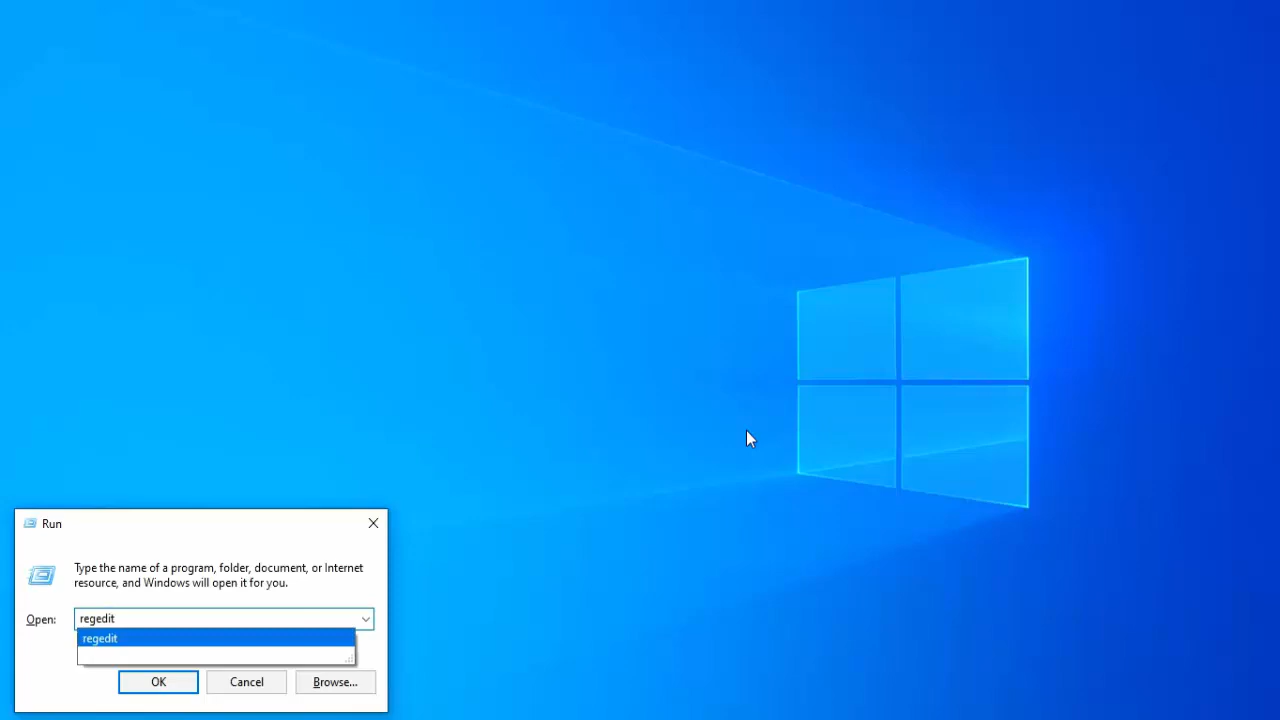 Run
Type the name of a program, folder, document, or Internet
resource, and Windows will open it for you.
Open:
regedit
regedit
OK
Cancel
Browse...